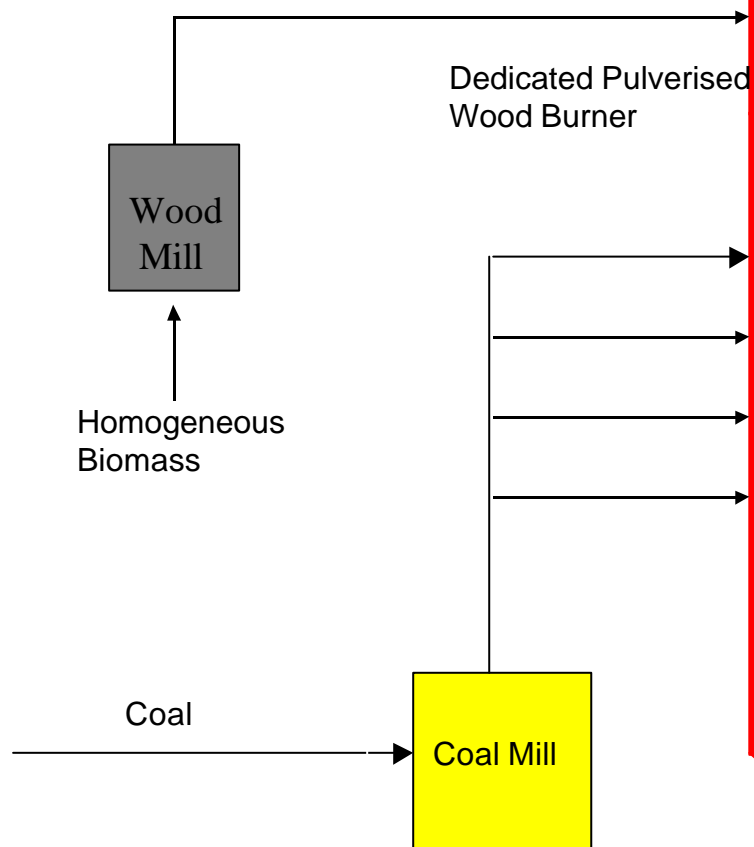 Dedicated Pulverised
Wood Burner
Wood
Mill
Homogeneous
Biomass
Coal
Coal Mill